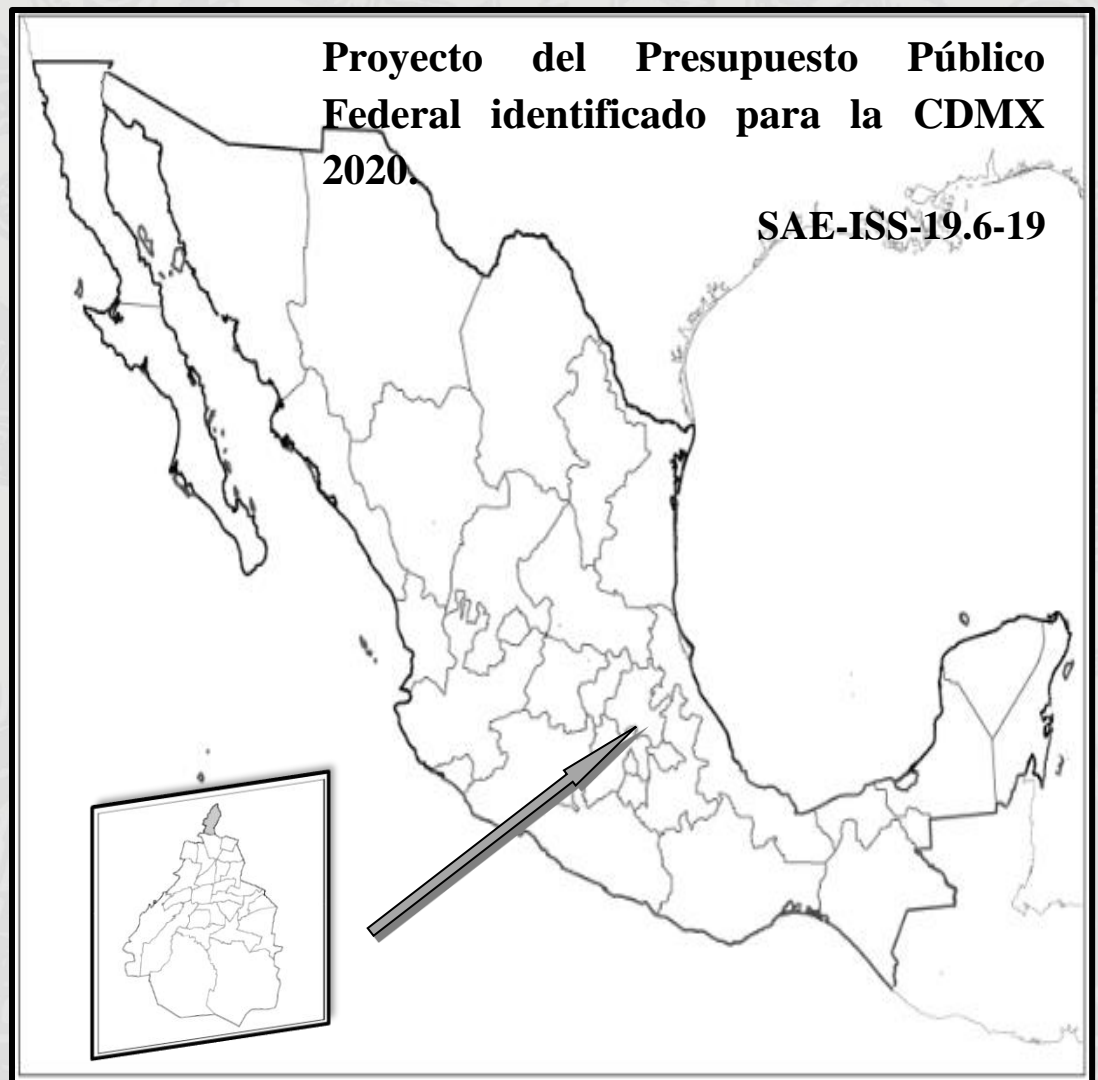 Proyecto del Presupuesto Público
Federal identificado para la CDMX
2020.
SAE-ISS-19.6-19